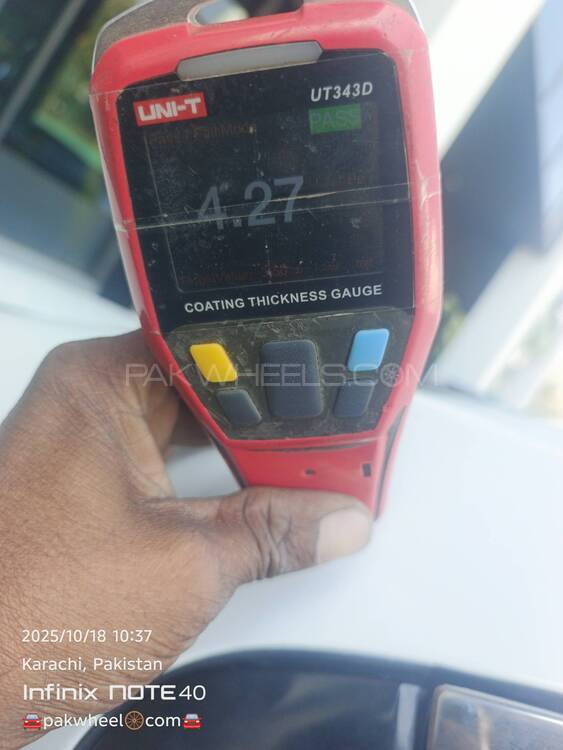 UNI-T
UT343D
PASS
4.27
COATING THICKNESS GAUGE
PAKWHEELS.COM
2025/10/18 10:37
Karachi, Pakistan
Infinix NOTE 40
🚘pakwheel🛞com🚘